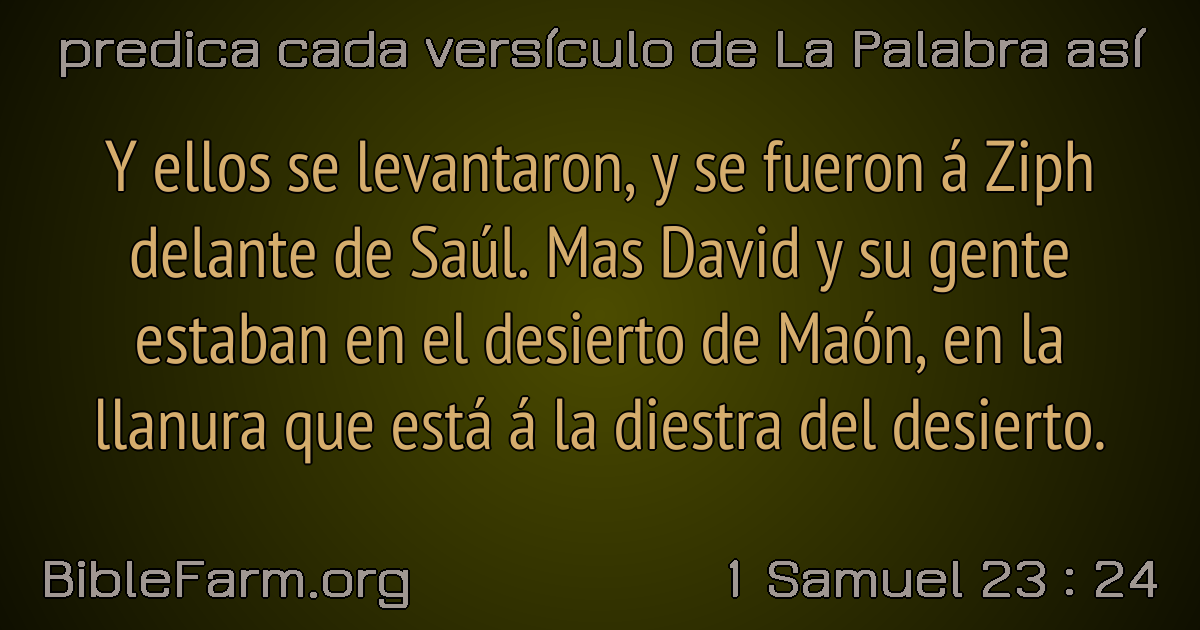 predica cada versículo de La Palabra así
Y ellos se levantaron, y se fueron á Ziph
delante de Saúl. Mas David y su gente
estaban en el desierto de Maón, en la
llanura que está á la diestra del desierto.
BibleFarm.org
1 Samuel 23 : 24